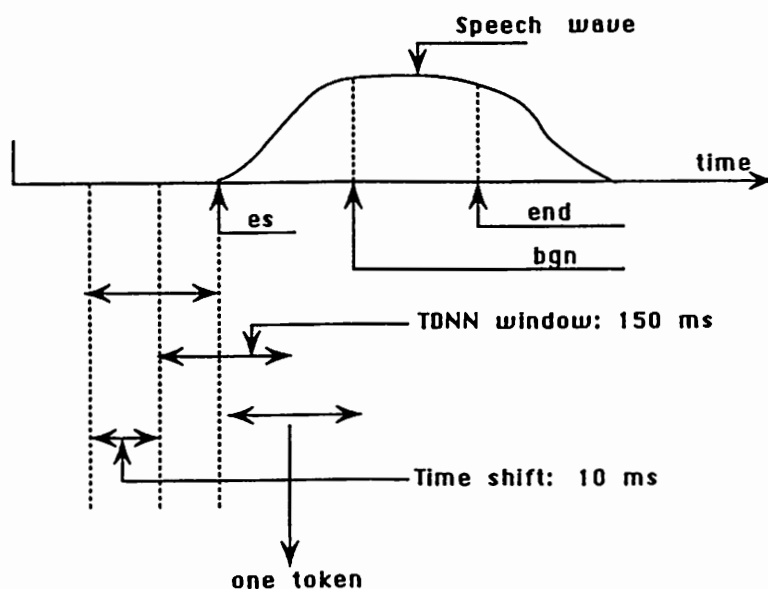 Speech wave
time
es
end
bgn
TDNN window: 150 ms
Time shift: 10 ms
one token